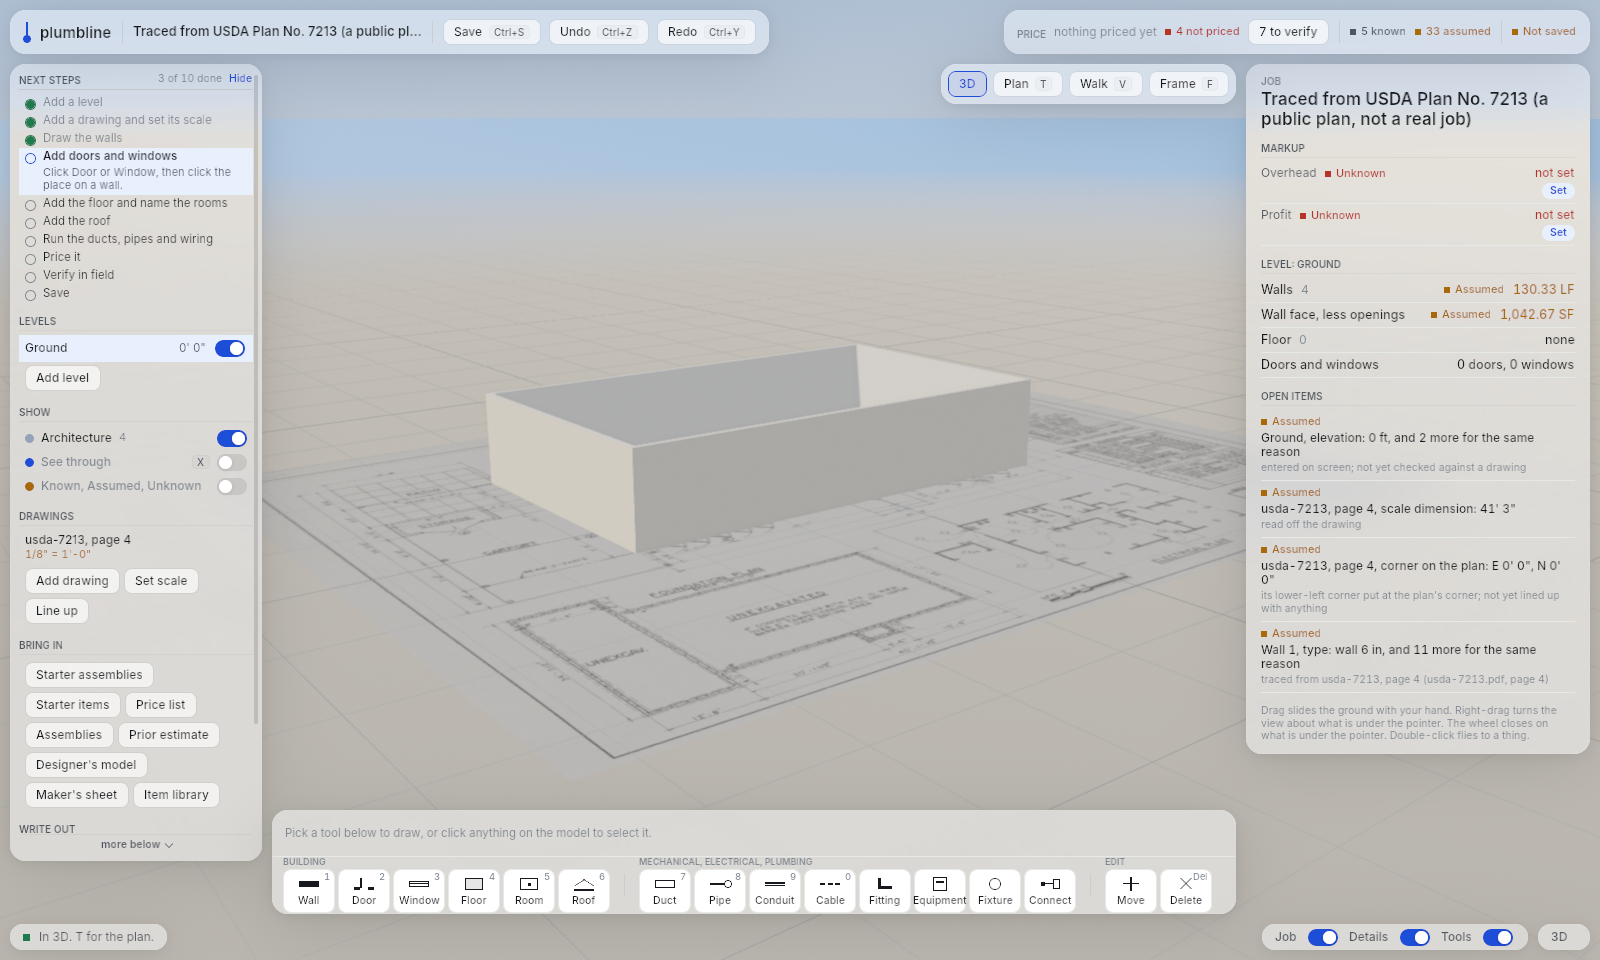 plumbline
Traced from USDA Plan No. 7213 (a public pl...
Save Ctrl+S
Undo Ctrl+Z
Redo Ctrl+Y
PRICE nothing priced yet 4 not priced 7 to verify 5 known 33 assumed Not saved
3D
Plan T
Walk V
Frame F
NEXT STEPS 3 of 10 done Hide
Add a level
Add a drawing and set its scale
Draw the walls
Add doors and windows
Click Door or Window, then click the
place on a wall.
Add the floor and name the rooms
Add the roof
Run the ducts, pipes and wiring
Price it
Verify in field
Save
LEVELS
Ground 0' 0"
Add level
SHOW
Architecture 4
See through X
Known, Assumed, Unknown
DRAWINGS
usda-7213, page 4
1/8" = 1'-0"
Add drawing Set scale
Line up
BRING IN
Starter assemblies
Starter items Price list
Assemblies Prior estimate
Designer's model
Maker's sheet Item library
WRITE OUT
more below
FOUNDATION PLAN
UNEXCAVATED
UNEXCAV.
JOB
Traced from USDA Plan No. 7213 (a
public plan, not a real job)
MARKUP
Overhead Unknown not set
Set
Profit Unknown not set
Set
LEVEL: GROUND
Walls 4 Assumed 130.33 LF
Wall face, less openings Assumed 1,042.67 SF
Floor 0 none
Doors and windows 0 doors, 0 windows
OPEN ITEMS
Assumed
Ground, elevation: 0 ft, and 2 more for the same
reason
entered on screen; not yet checked against a drawing
Assumed
usda-7213, page 4, scale dimension: 41' 3"
read off the drawing
Assumed
usda-7213, page 4, corner on the plan: E 0' 0", N 0'
0"
its lower-left corner put at the plan's corner; not yet lined up
with anything
Assumed
Wall 1, type: wall 6 in, and 11 more for the same
reason
traced from usda-7213, page 4 (usda-7213.pdf, page 4)
Drag slides the ground with your hand. Right-drag turns the
view about what is under the pointer. The wheel closes on
what is under the pointer. Double-click flies to a thing.
Pick a tool below to draw, or click anything on the model to select it.
BUILDING
MECHANICAL, ELECTRICAL, PLUMBING
EDIT
1 2 3 4 5 6 7 8 9 0 Del
Wall Door Window Floor Room Roof Duct Pipe Conduit Cable Fitting Equipment Fixture Connect Move Delete
In 3D. T for the plan.
Job Details Tools 3D